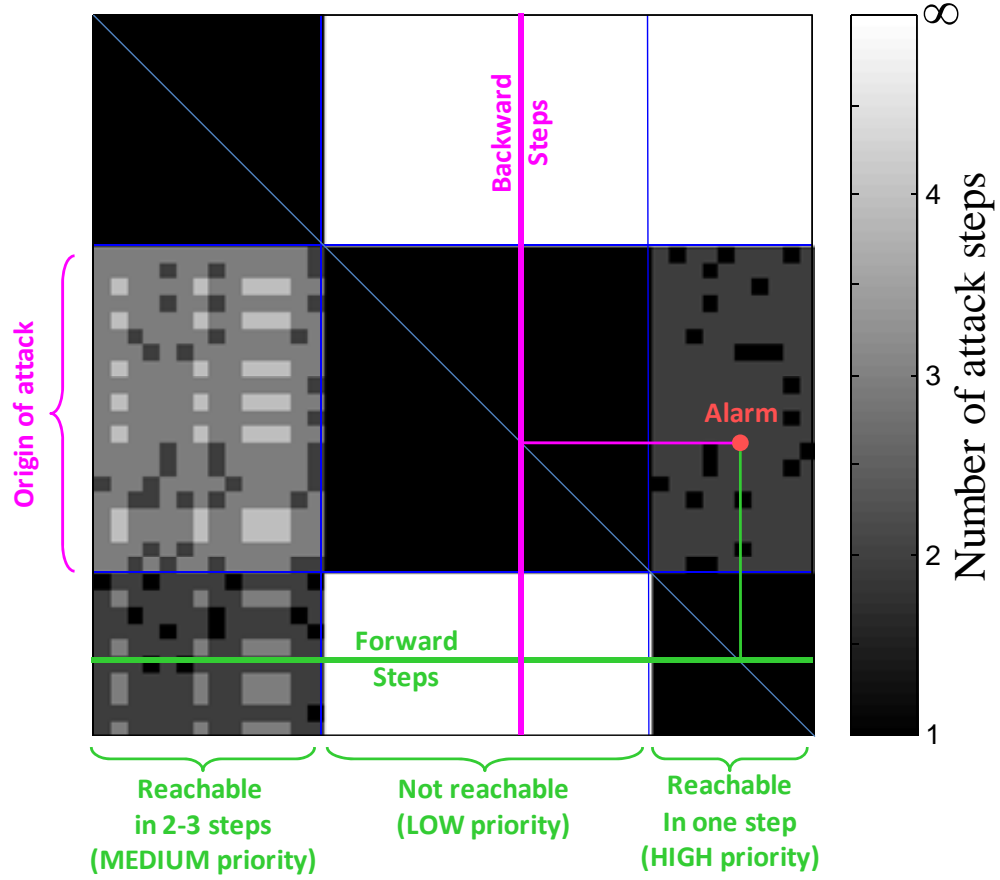 ∞
Backward
Steps
4
Origin of attack
3
Alarm
Number of attack steps
2
Forward
Steps
1
Reachable
in 2-3 steps
(MEDIUM priority)
Not reachable
(LOW priority)
Reachable
In one step
(HIGH priority)